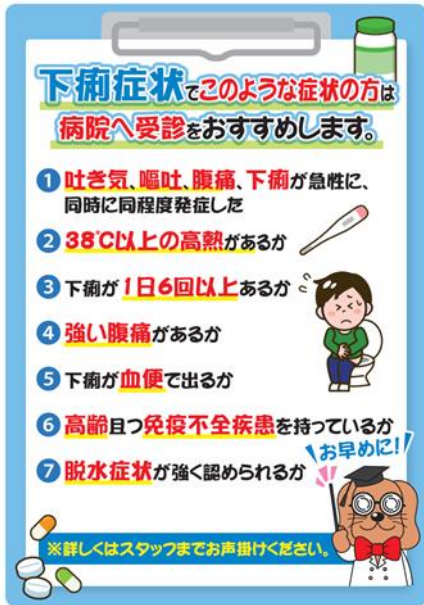 下痢症状でこのような症状の方は
病院へ受診をおすすめします。
1 吐き気、嘔吐、腹痛、下痢が急性に、
同時に同程度発症した
2 38℃以上の高熱があるか
3 下痢が1日6回以上あるか
4 強い腹痛があるか
5 下痢が血便で出るか
6 高齢且つ免疫不全疾患を持っているか
7 脱水症状が強く認められるか
お早めに!
※詳しくはスタッフまでお声掛けください。